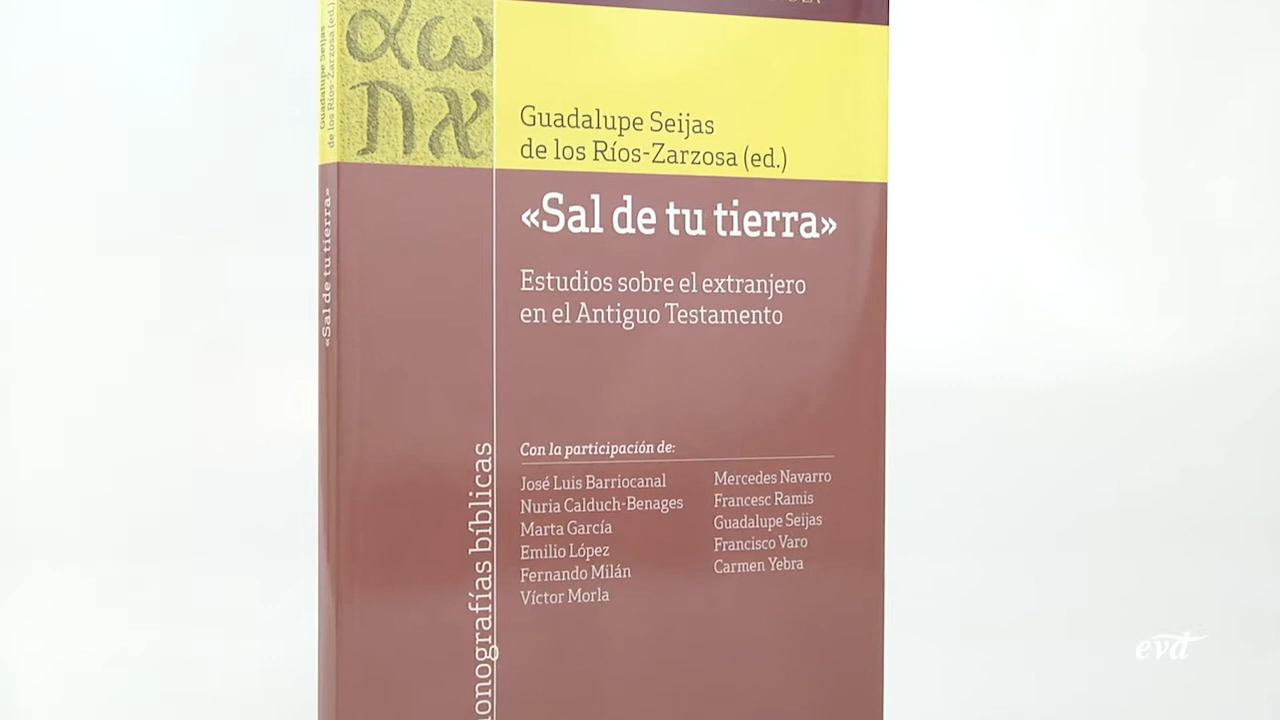 αω
את
Guadalupe Seijas
de los Ríos-Zarzosa (ed.)
Guadalupe Seijas
de los Ríos-Zarzosa (ed.)
«Sal de tu tierra»
«Sal de tu tierra»
Estudios sobre el extranjero
en el Antiguo Testamento
Con la participación de:
José Luis Barriocanal
Nuria Calduch-Benages
Marta García
Emilio López
Fernando Milán
Víctor Morla
Mercedes Navarro
Francesc Ramis
Guadalupe Seijas
Francisco Varo
Carmen Yebra
bíblicas
evd